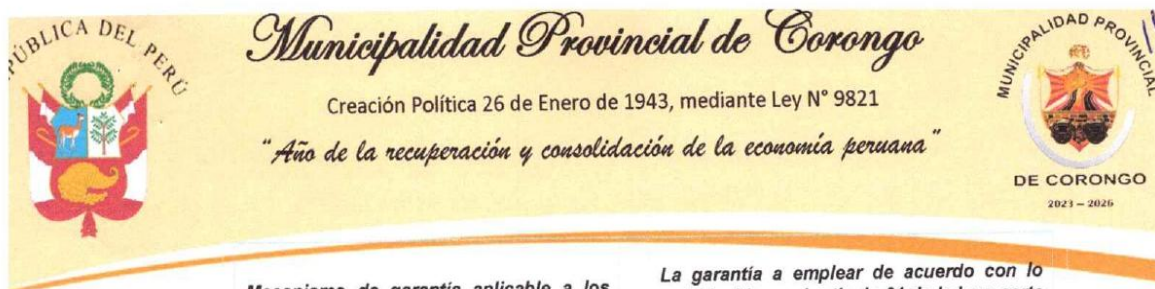 REPÚBLICA DEL PERÚ
Municipalidad Provincial de Corongo
Creación Política 26 de Enero de 1943, mediante Ley N° 9821
"Año de la recuperación y consolidación de la economía peruana"
MUNICIPALIDAD PROVINCIAL
DE CORONGO
2023 – 2026
Mecanismo de garantía aplicable a los
La garantía a emplear de acuerdo con lo